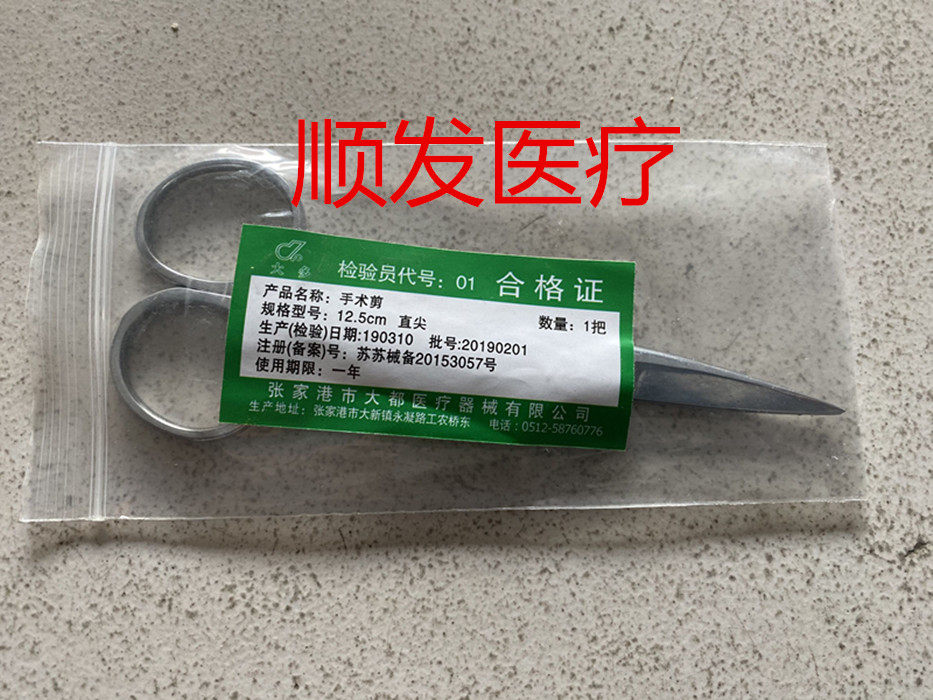 顺发医疗
大多
检验员代号：01 合格证
产品名称：手术剪 数量：1把
规格型号：12.5cm 直尖
生产(检验)日期:190310 批号:20190201
注册(备案)号：苏苏械备20153057号
使用期限：一年
张家港市大都医疗器械有限公司
生产地址：张家港市大新镇永凝路工农桥东 电话：0512-58760776